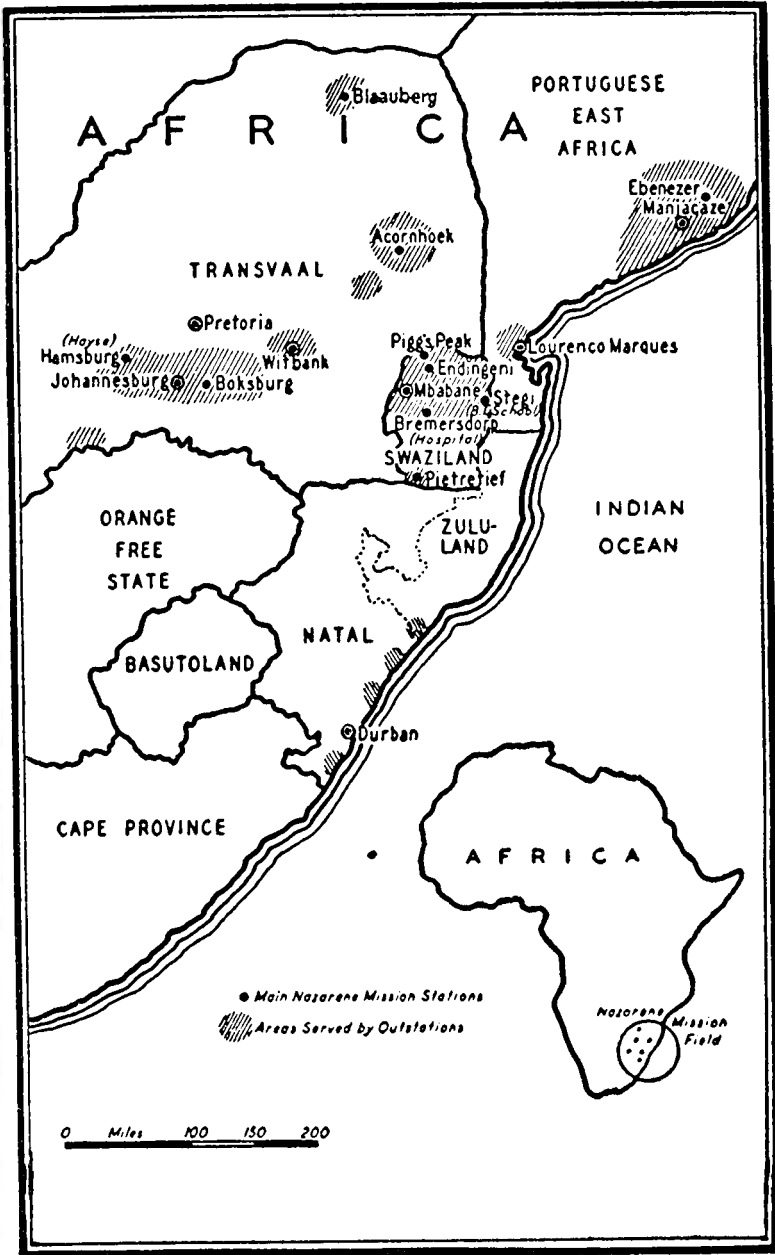 AFRICA
PORTUGUESE
EAST
AFRICA
Blaauberg
Ebenezer
Manjacaze
Acornhoek
TRANSVAAL
Pretoria
(Hayse)
Hamsburg
Witbank
Johannesburg
Boksburg
Piggs Peak
Lourenco Marques
Endingeni
Mbabane
Stegi
Bremersdorp
(Hospital)
SWAZILAND
Pietretief
ORANGE
FREE
STATE
ZULU-
LAND
INDIAN
OCEAN
NATAL
BASUTOLAND
Durban
CAPE PROVINCE
AFRICA
Nazarene
Mission
Field
Main Nazarene Mission Stations
Areas Served by Outstations
0 Miles 100 150 200